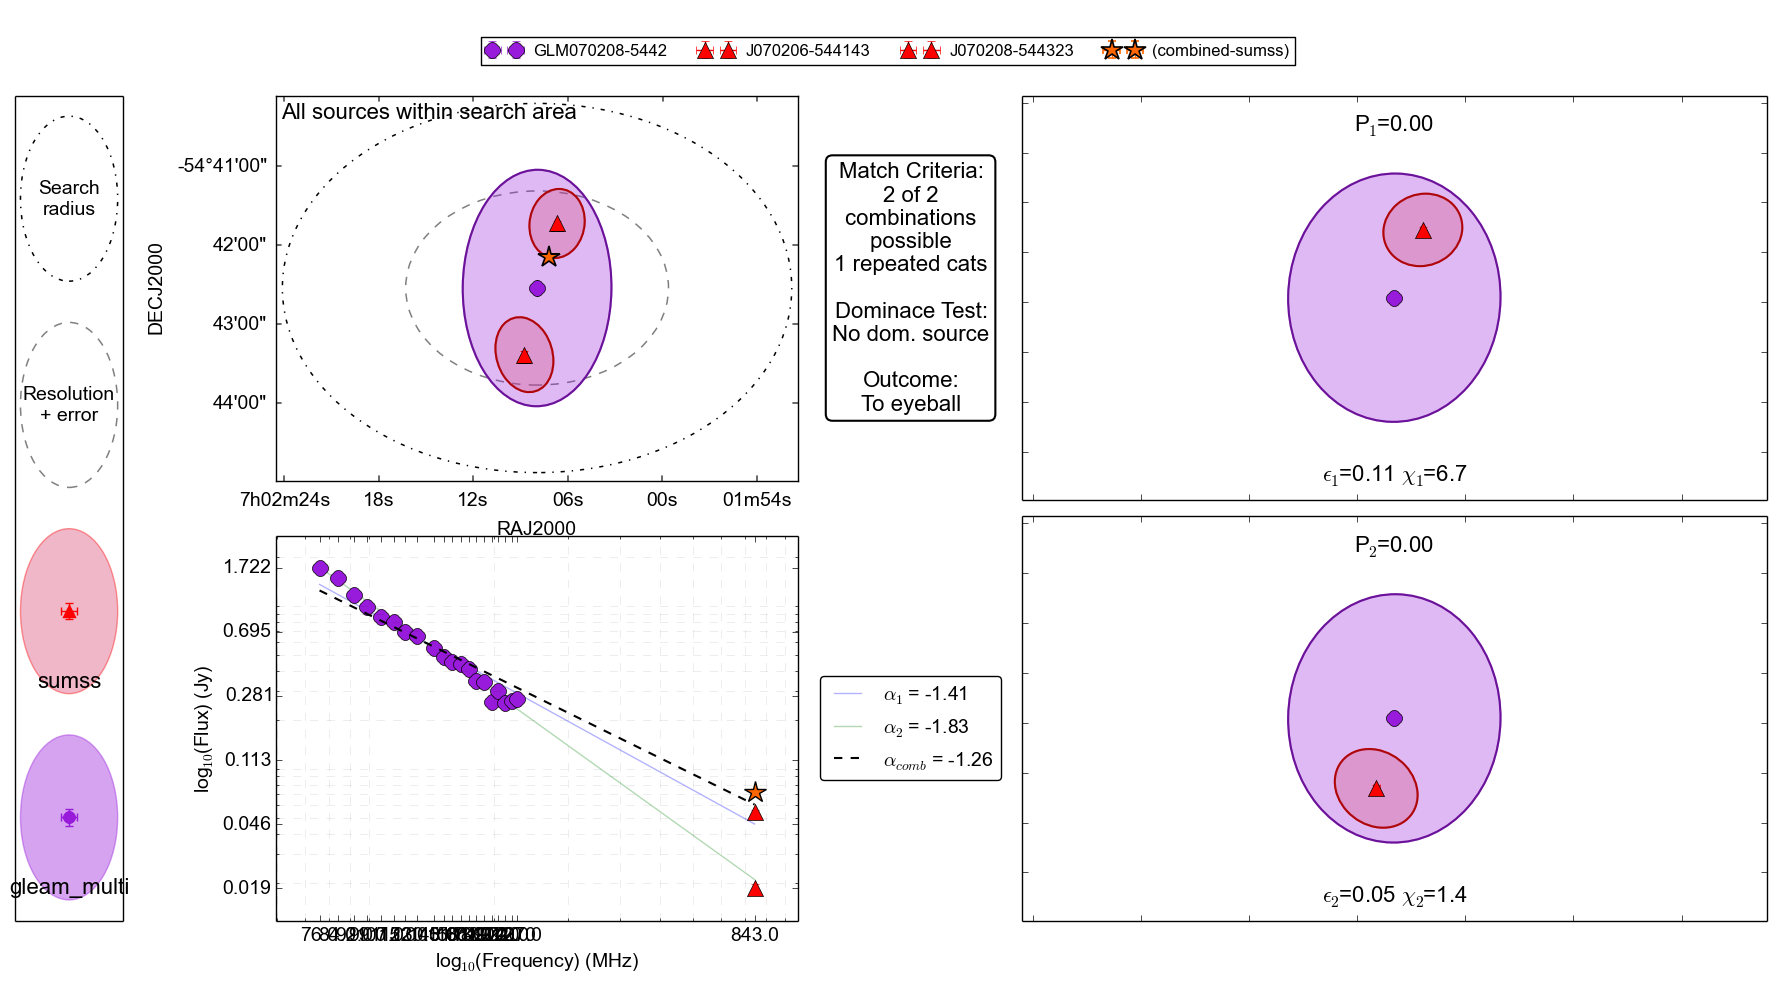 GLM070208-5442
J070206-544143
J070208-544323
(combined-sumss)
Search
radius
Resolution
+ error
sumss
gleam_multi
All sources within search area
DECJ2000
-54°41'00"
42'00"
43'00"
44'00"
7h02m24s
18s
12s
06s
00s
01m54s
RAJ2000
Match Criteria:
2 of 2
combinations
possible
1 repeated cats
Dominace Test:
No dom. source
Outcome:
To eyeball
P₁=0.00
ϵ₁=0.11 χ₁=6.7
log₁₀(Flux) (Jy)
1.722
0.695
0.281
0.113
0.046
0.019
843.0
log₁₀(Frequency) (MHz)
α₁ = -1.41
α₂ = -1.83
α_comb = -1.26
P₂=0.00
ϵ₂=0.05 χ₂=1.4